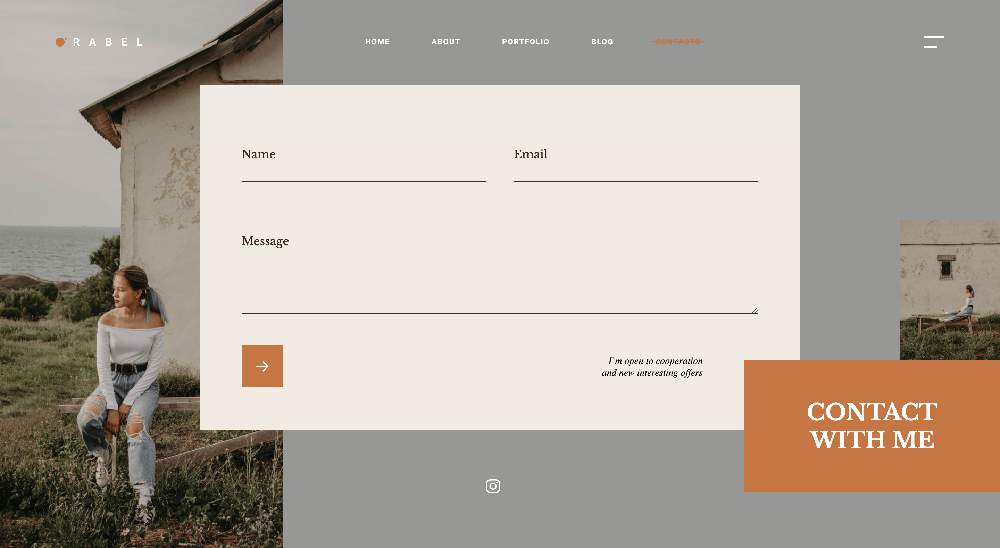 RABEL
HOME ABOUT PORTFOLIO BLOG CONTACTS
Name Email
Message
I'm open to cooperation
and new interesting offers
CONTACT
WITH ME